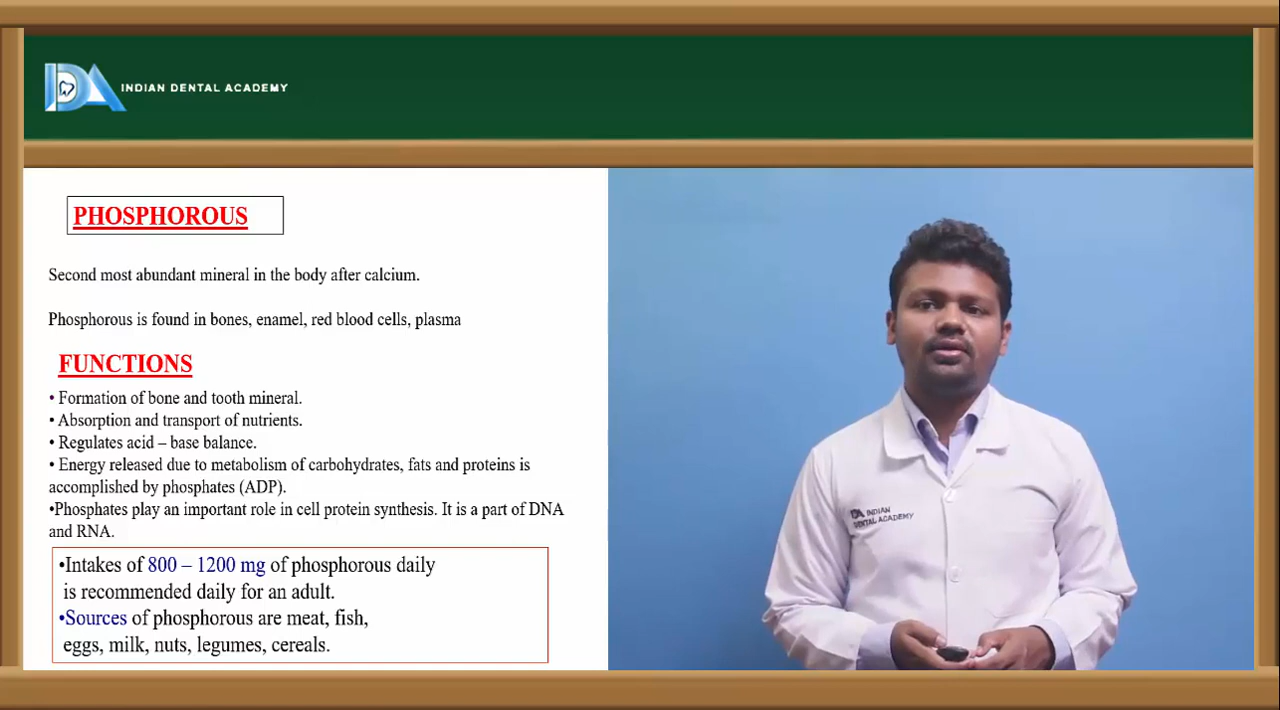 IDA INDIAN DENTAL ACADEMY
PHOSPHOROUS
Second most abundant mineral in the body after calcium.
Phosphorous is found in bones, enamel, red blood cells, plasma
FUNCTIONS
• Formation of bone and tooth mineral.
• Absorption and transport of nutrients.
• Regulates acid – base balance.
• Energy released due to metabolism of carbohydrates, fats and proteins is
accomplished by phosphates (ADP).
•Phosphates play an important role in cell protein synthesis. It is a part of DNA
and RNA.
•Intakes of 800 – 1200 mg of phosphorous daily
is recommended daily for an adult.
•Sources of phosphorous are meat, fish,
eggs, milk, nuts, legumes, cereals.
IDA INDIAN
DENTAL ACADEMY